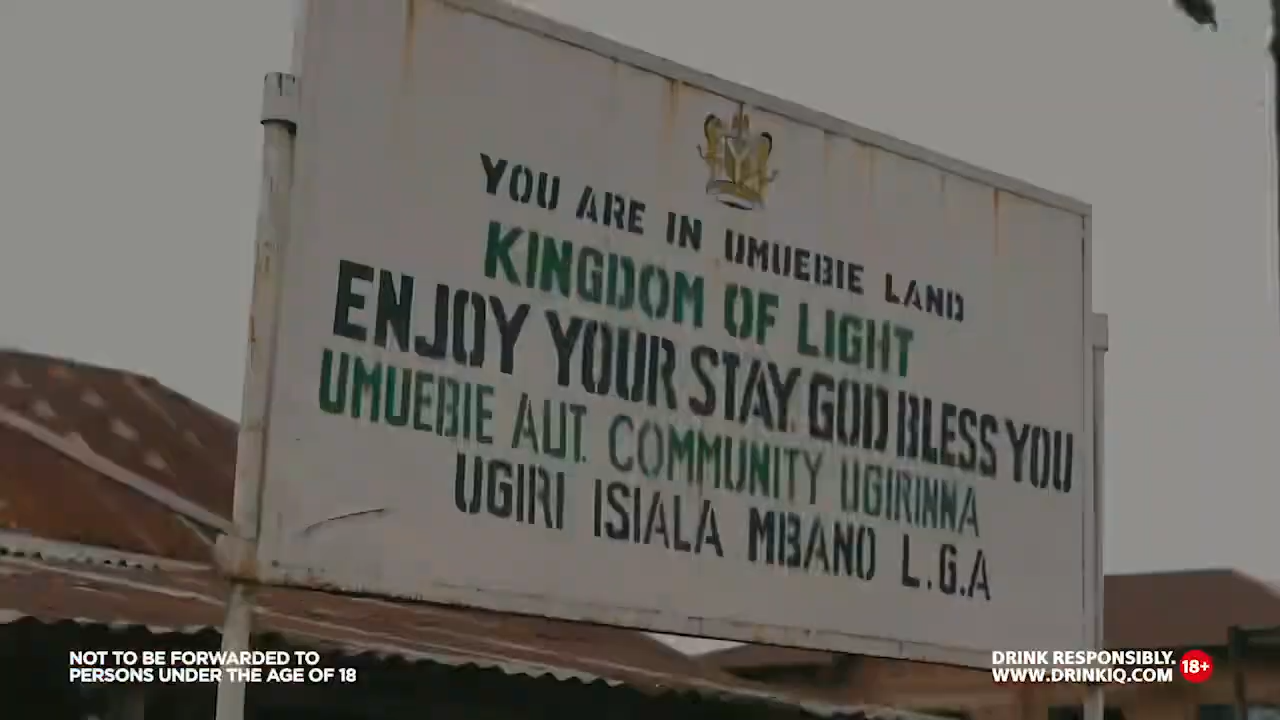 YOU ARE IN UMUEBIE LAND
KINGDOM OF LIGHT
ENJOY YOUR STAY GOD BLESS YOU
UMUEBIE AUT. COMMUNITY UGIRINNA
UGIRI ISIALA MBANO L.G.A
NOT TO BE FORWARDED TO
PERSONS UNDER THE AGE OF 18
DRINK RESPONSIBLY.
WWW.DRINKIQ.COM
18+